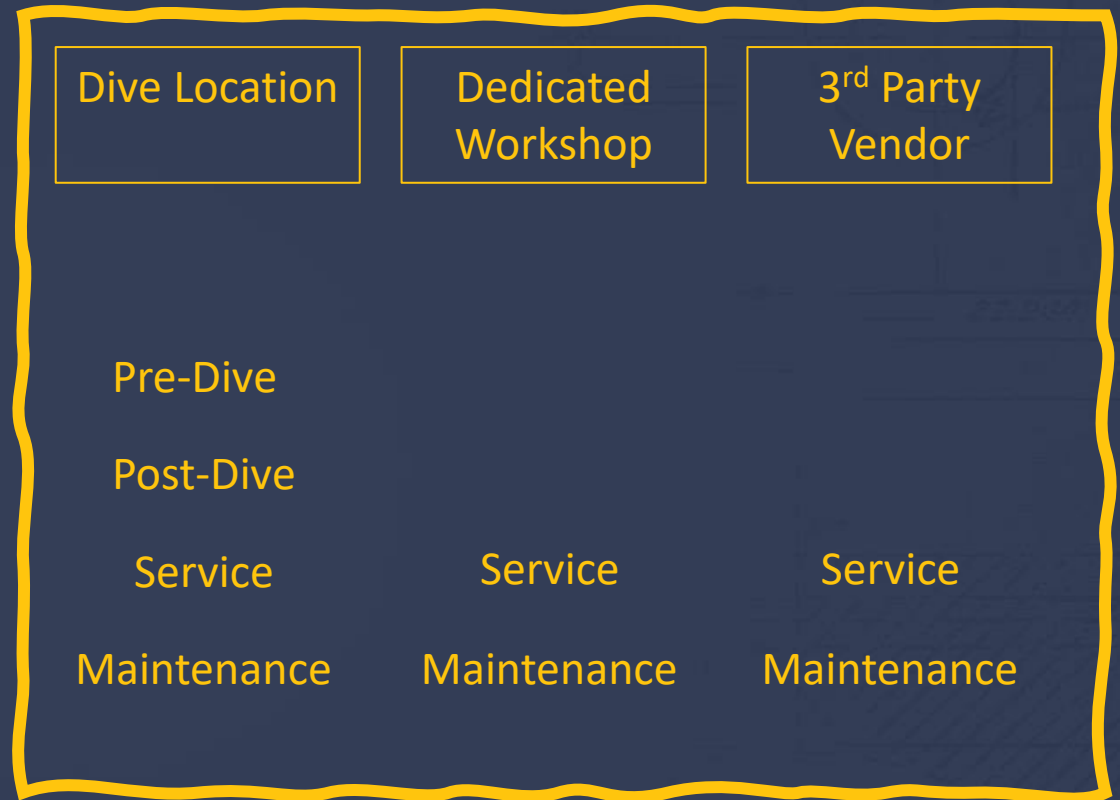 Dive Location
Dedicated
Workshop
3rd Party
Vendor
Pre-Dive
Post-Dive
Service
Service
Service
Maintenance
Maintenance
Maintenance